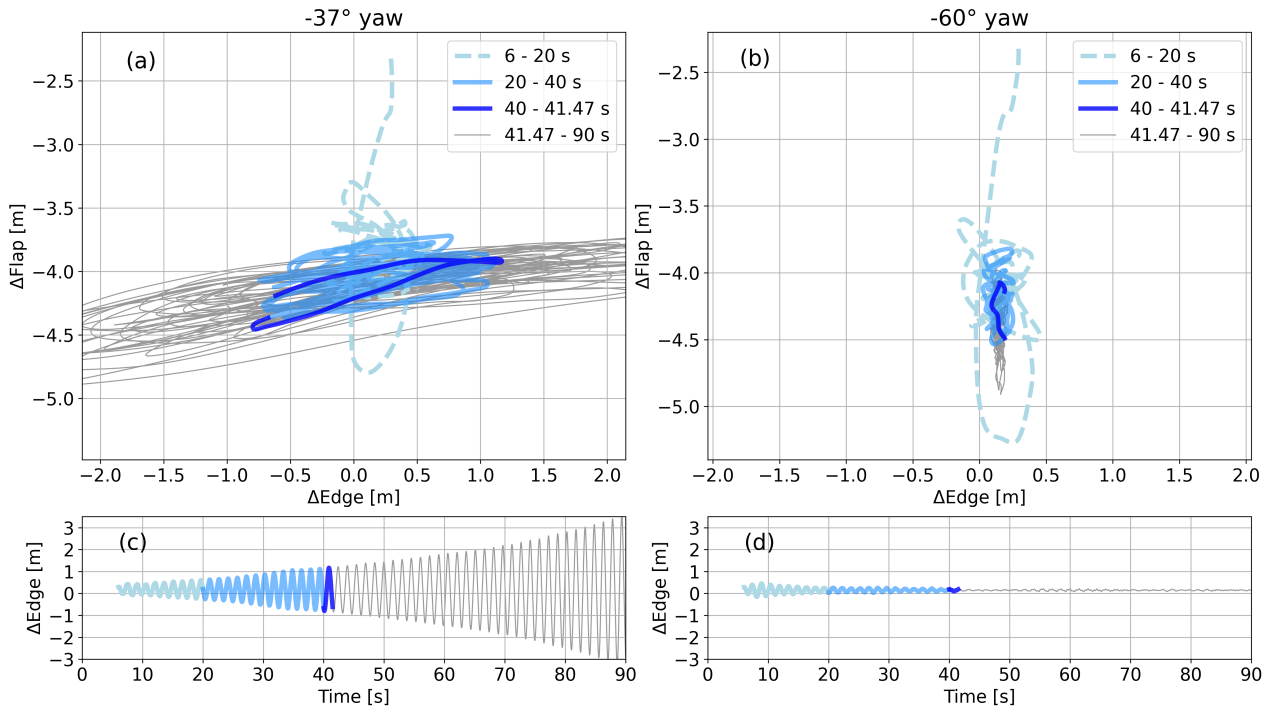 -37° yaw
-60° yaw
(a)
6 - 20 s
20 - 40 s
40 - 41.47 s
41.47 - 90 s
−2.5
−3.0
−3.5
−4.0
−4.5
−5.0
ΔFlap [m]
−2.0 −1.5 −1.0 −0.5 0.0 0.5 1.0 1.5 2.0
ΔEdge [m]
(b)
6 - 20 s
20 - 40 s
40 - 41.47 s
41.47 - 90 s
−2.5
−3.0
−3.5
−4.0
−4.5
−5.0
ΔFlap [m]
−2.0 −1.5 −1.0 −0.5 0.0 0.5 1.0 1.5 2.0
ΔEdge [m]
(c)
3
2
1
0
−1
−2
−3
ΔEdge [m]
0 10 20 30 40 50 60 70 80 90
Time [s]
(d)
3
2
1
0
−1
−2
−3
ΔEdge [m]
0 10 20 30 40 50 60 70 80 90
Time [s]